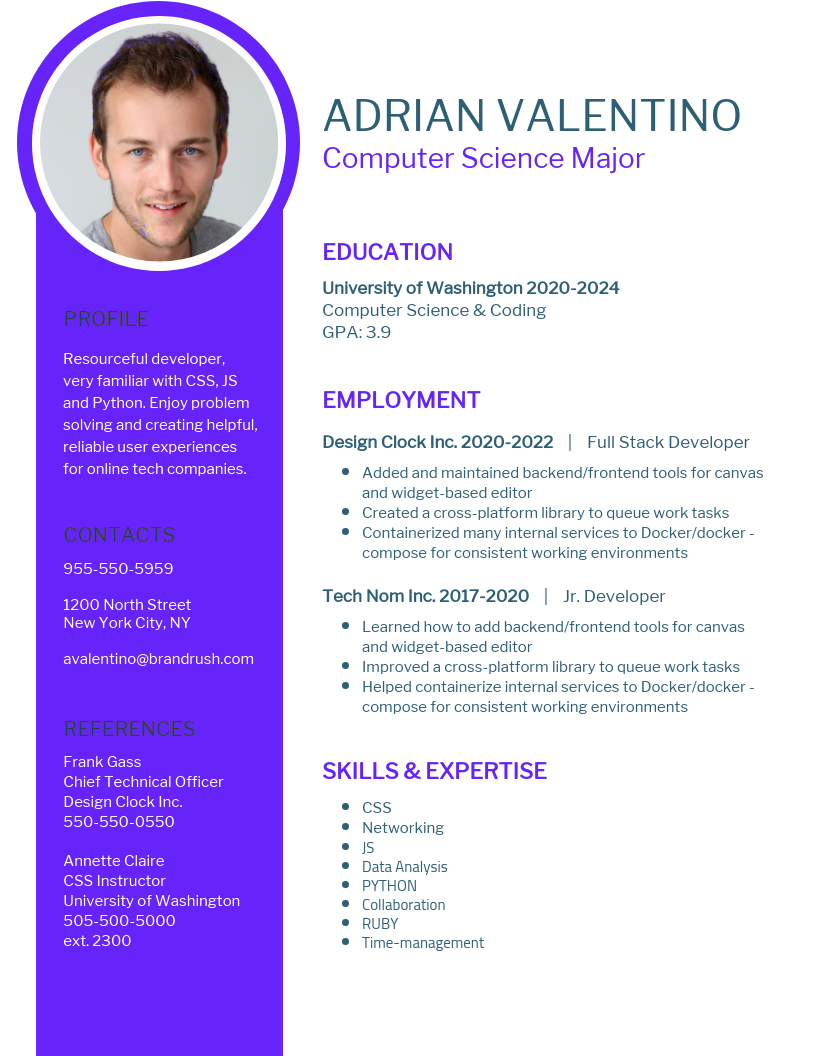 ADRIAN VALENTINO
Computer Science Major
PROFILE
Resourceful developer,
very familiar with CSS, JS
and Python. Enjoy problem
solving and creating helpful,
reliable user experiences
for online tech companies.
CONTACTS
955-550-5959
1200 North Street
New York City, NY
avalentino@brandrush.com
REFERENCES
Frank Gass
Chief Technical Officer
Design Clock Inc.
550-550-0550
Annette Claire
CSS Instructor
University of Washington
505-500-5000
ext. 2300
EDUCATION
University of Washington 2020-2024
Computer Science & Coding
GPA: 3.9
EMPLOYMENT
Design Clock Inc. 2020-2022 | Full Stack Developer
• Added and maintained backend/frontend tools for canvas
and widget-based editor
• Created a cross-platform library to queue work tasks
• Containerized many internal services to Docker/docker -
compose for consistent working environments
Tech Nom Inc. 2017-2020 | Jr. Developer
• Learned how to add backend/frontend tools for canvas
and widget-based editor
• Improved a cross-platform library to queue work tasks
• Helped containerize internal services to Docker/docker -
compose for consistent working environments
SKILLS & EXPERTISE
• CSS
• Networking
• JS
• Data Analysis
• PYTHON
• Collaboration
• RUBY
• Time-management